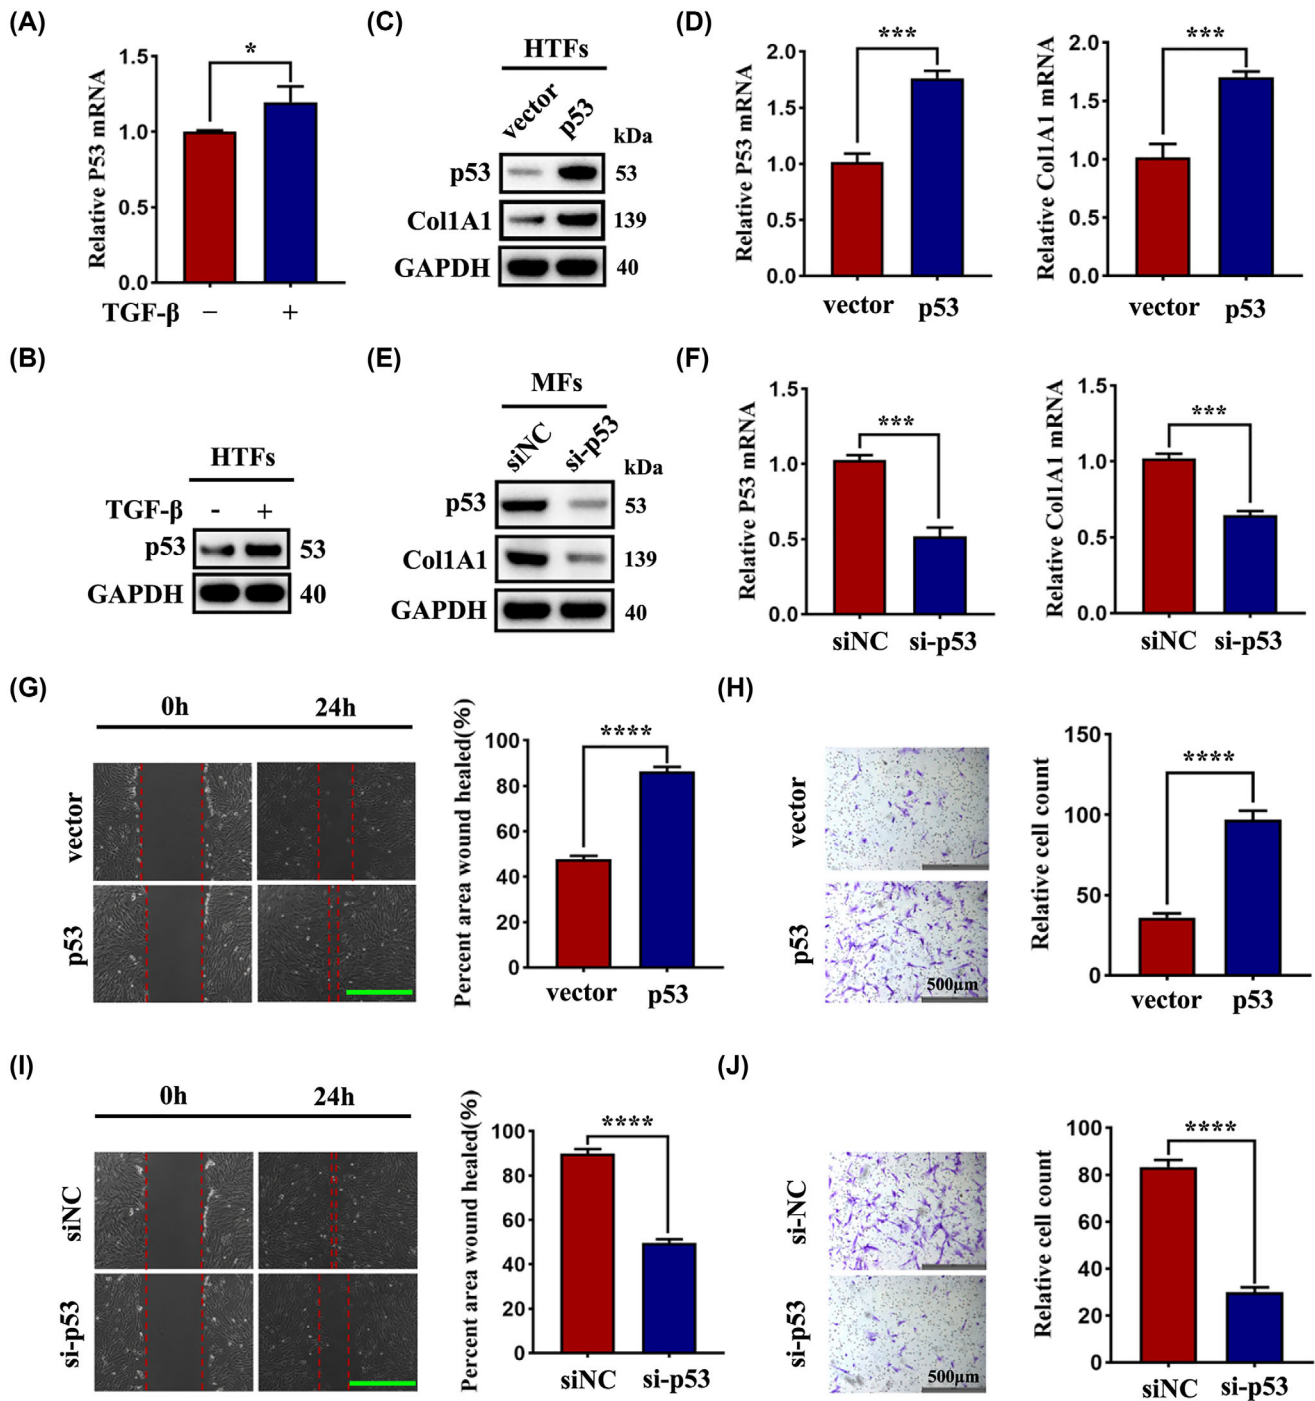 (A)
*
Relative P53 mRNA
1.5
1.0
0.5
0.0
TGF-β − +
(B)
HTFs
TGF-β - +
p53 53
GAPDH 40
(C)
HTFs
vector p53
kDa
p53 53
Col1A1 139
GAPDH 40
(D)
***
Relative P53 mRNA
2.0
1.5
1.0
0.5
0.0
vector p53
***
Relative Col1A1 mRNA
2.0
1.5
1.0
0.5
0.0
vector p53
(E)
MFs
siNC si-p53
kDa
p53 53
Col1A1 139
GAPDH 40
(F)
***
Relative P53 mRNA
1.5
1.0
0.5
0.0
siNC si-p53
***
Relative Col1A1 mRNA
1.5
1.0
0.5
0.0
siNC si-p53
(G)
0h 24h
vector
p53
****
Percent area wound healed(%)
100
80
60
40
20
0
vector p53
(H)
vector
p53
500μm
****
Relative cell count
150
100
50
0
vector p53
(I)
0h 24h
siNC
si-p53
****
Percent area wound healed(%)
100
80
60
40
20
0
siNC si-p53
(J)
si-NC
si-p53
500μm
****
Relative cell count
100
80
60
40
20
0
siNC si-p53